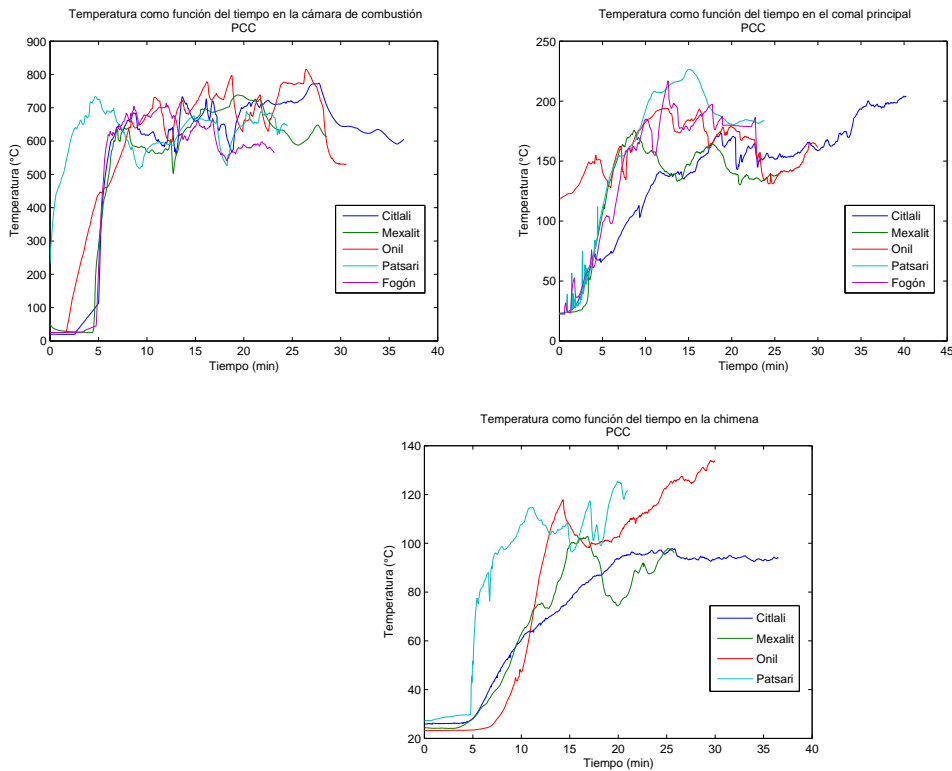 Temperatura como función del tiempo en la cámara de combustión
PCC
900
800
700
600
500
400
300
200
100
0
Temperatura (°C)
0 5 10 15 20 25 30 35 40
Tiempo (min)
Citlali
Mexalit
Onil
Patsari
Fogón
Temperatura como función del tiempo en el comal principal
PCC
250
200
150
100
50
0
Temperatura (°C)
0 5 10 15 20 25 30 35 40 45
Tiempo (min)
Citlali
Mexalit
Onil
Patsari
Fogón
Temperatura como función del tiempo en la chimena
PCC
140
120
100
80
60
40
20
Temperatura (°C)
0 5 10 15 20 25 30 35 40
Tiempo (min)
Citlali
Mexalit
Onil
Patsari